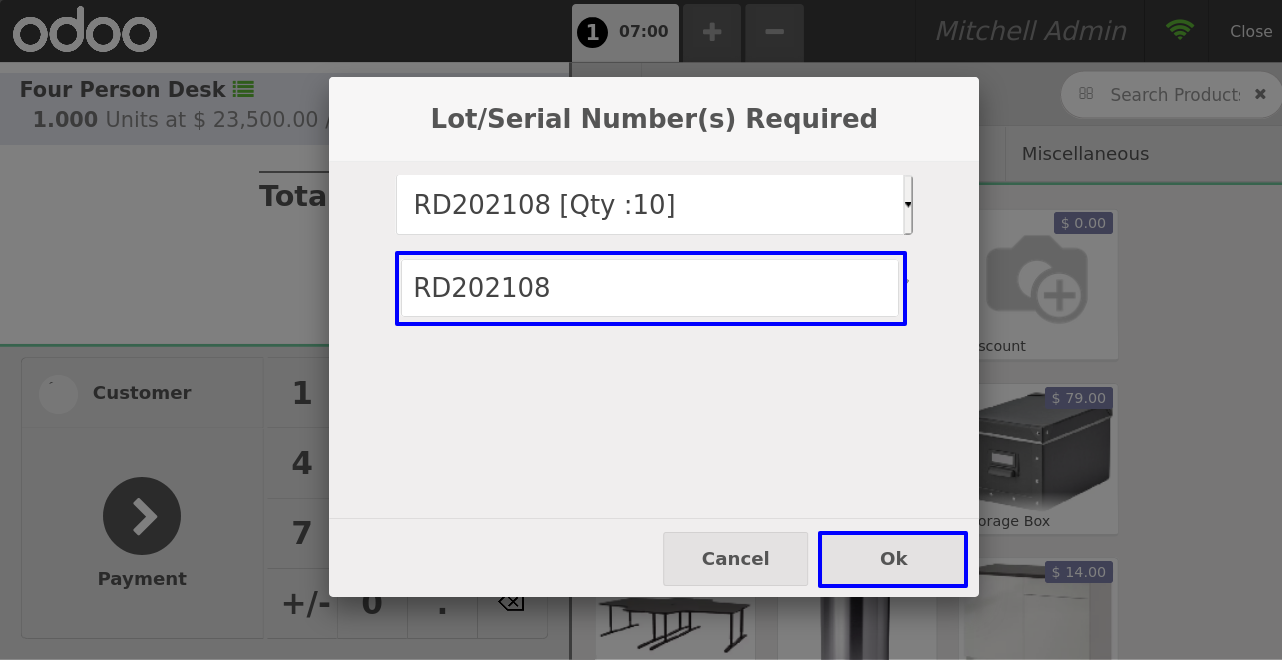 odoo
1 07:00
Mitchell Admin
Close
Four Person Desk
1.000 Units at $ 23,500.00 /
Search Products
Miscellaneous
Lot/Serial Number(s) Required
RD202108 [Qty :10]
RD202108
Tota
$ 0.00
scount
$ 79.00
orage Box
$ 14.00
Customer
Payment
1
4
7
+/- 0 .
Cancel
Ok